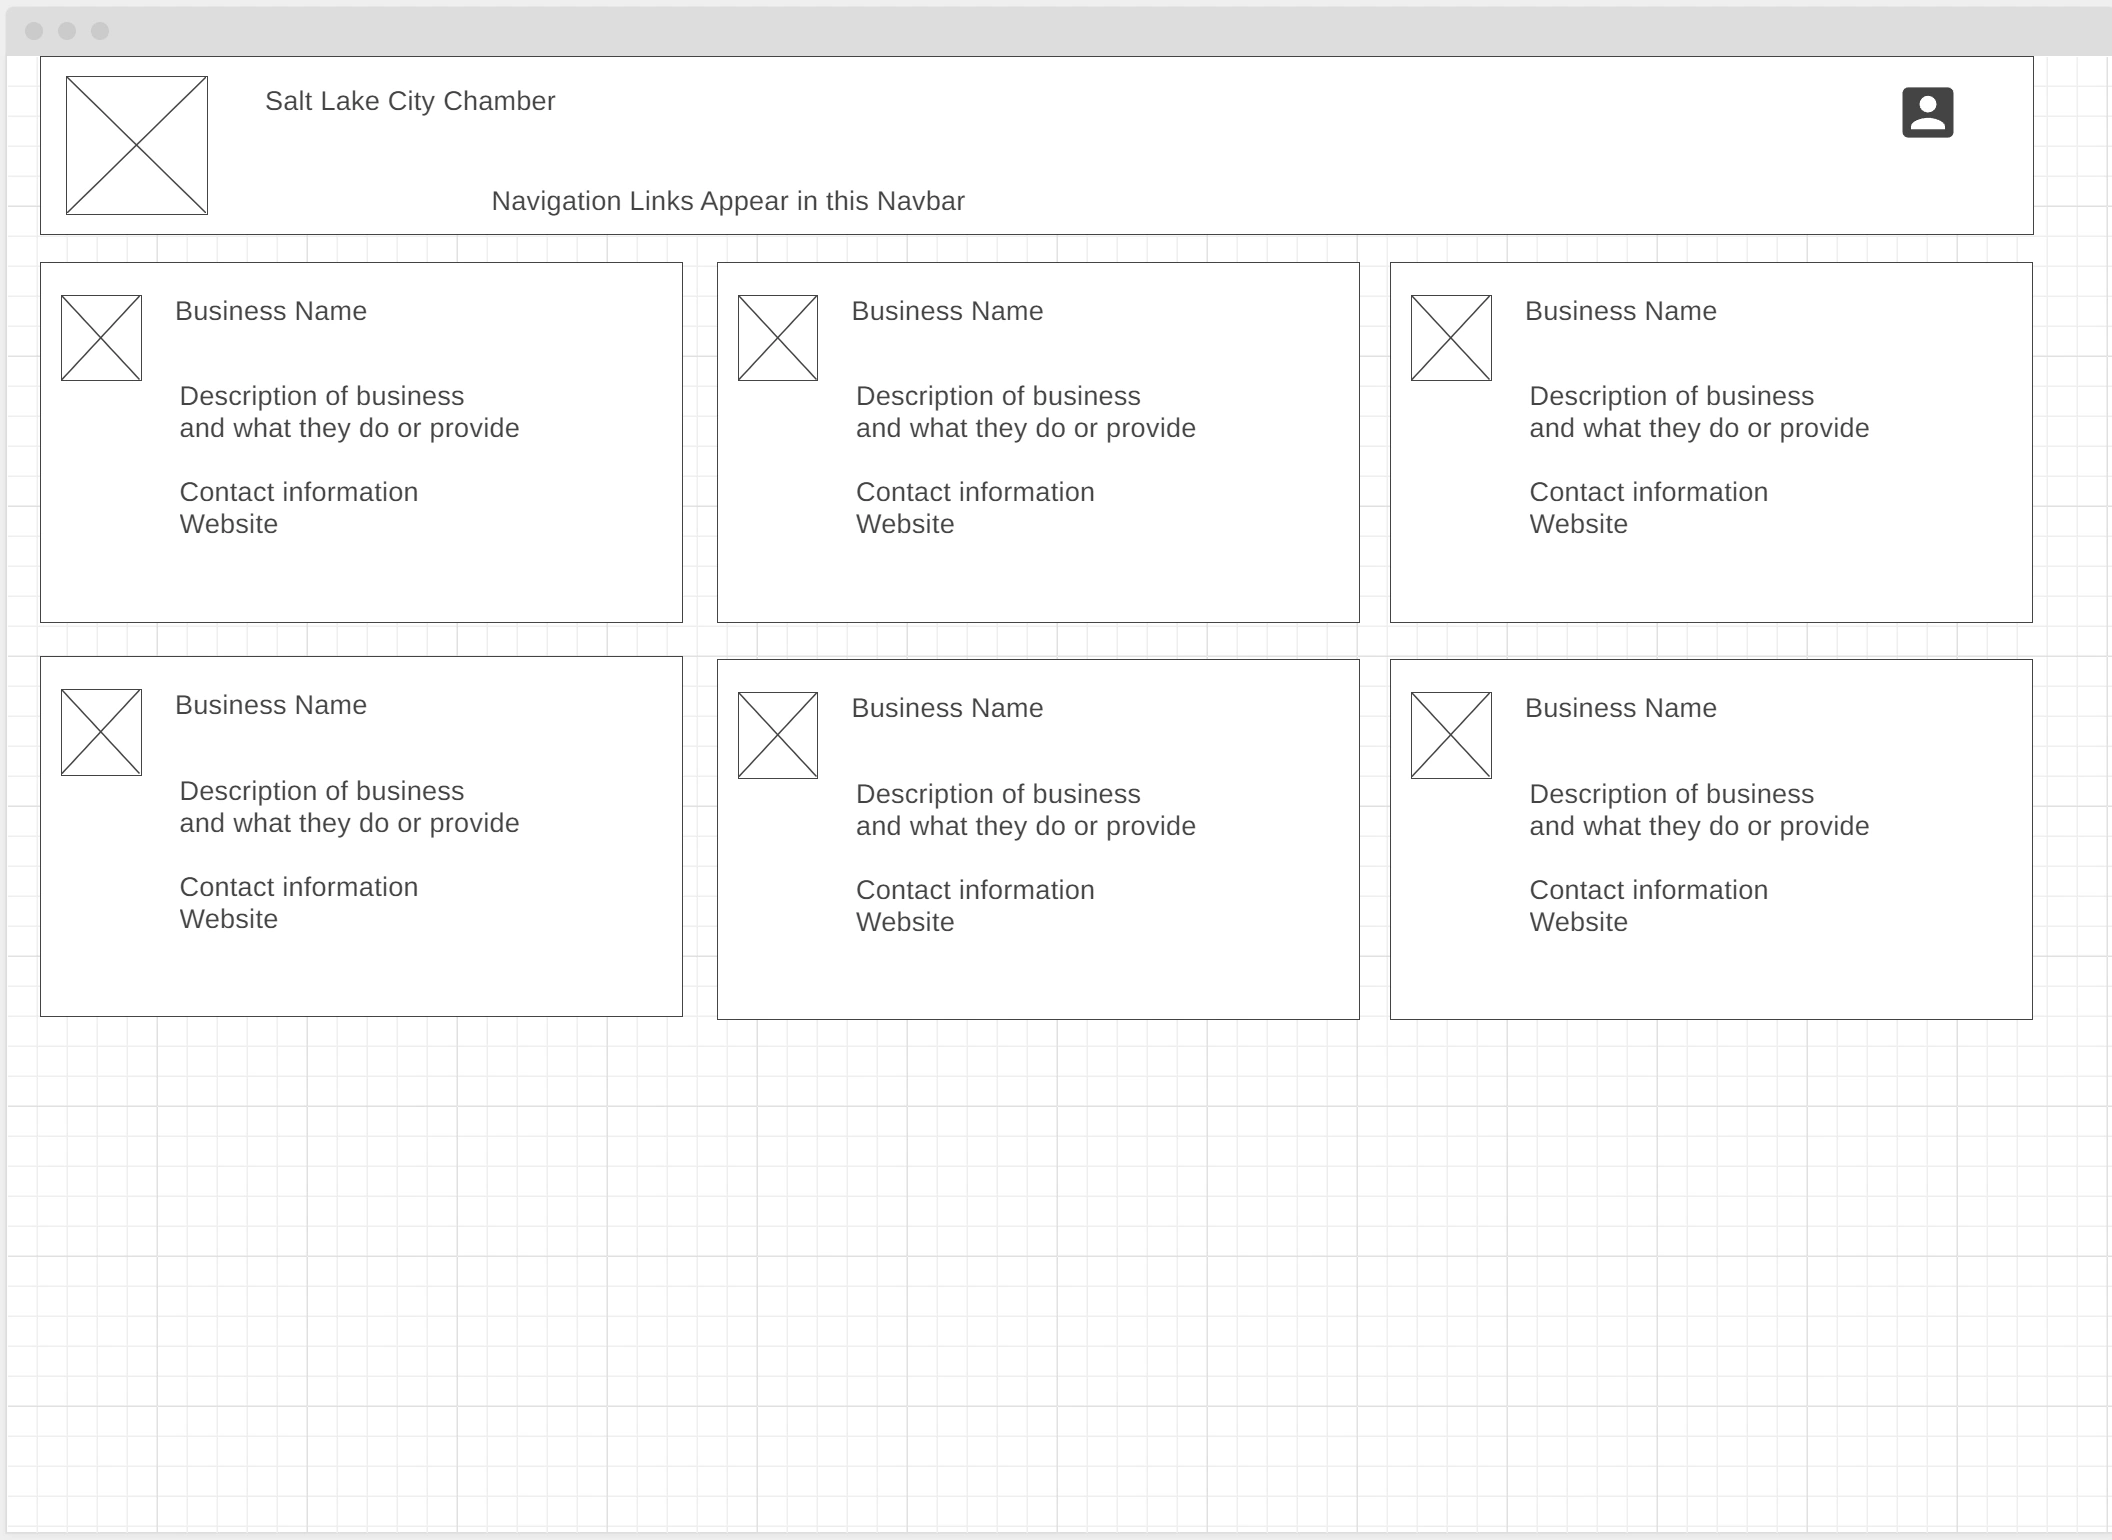 Salt Lake City Chamber
Navigation Links Appear in this Navbar
Business Name
Description of business
and what they do or provide
Contact information
Website
Business Name
Description of business
and what they do or provide
Contact information
Website
Business Name
Description of business
and what they do or provide
Contact information
Website
Business Name
Description of business
and what they do or provide
Contact information
Website
Business Name
Description of business
and what they do or provide
Contact information
Website
Business Name
Description of business
and what they do or provide
Contact information
Website